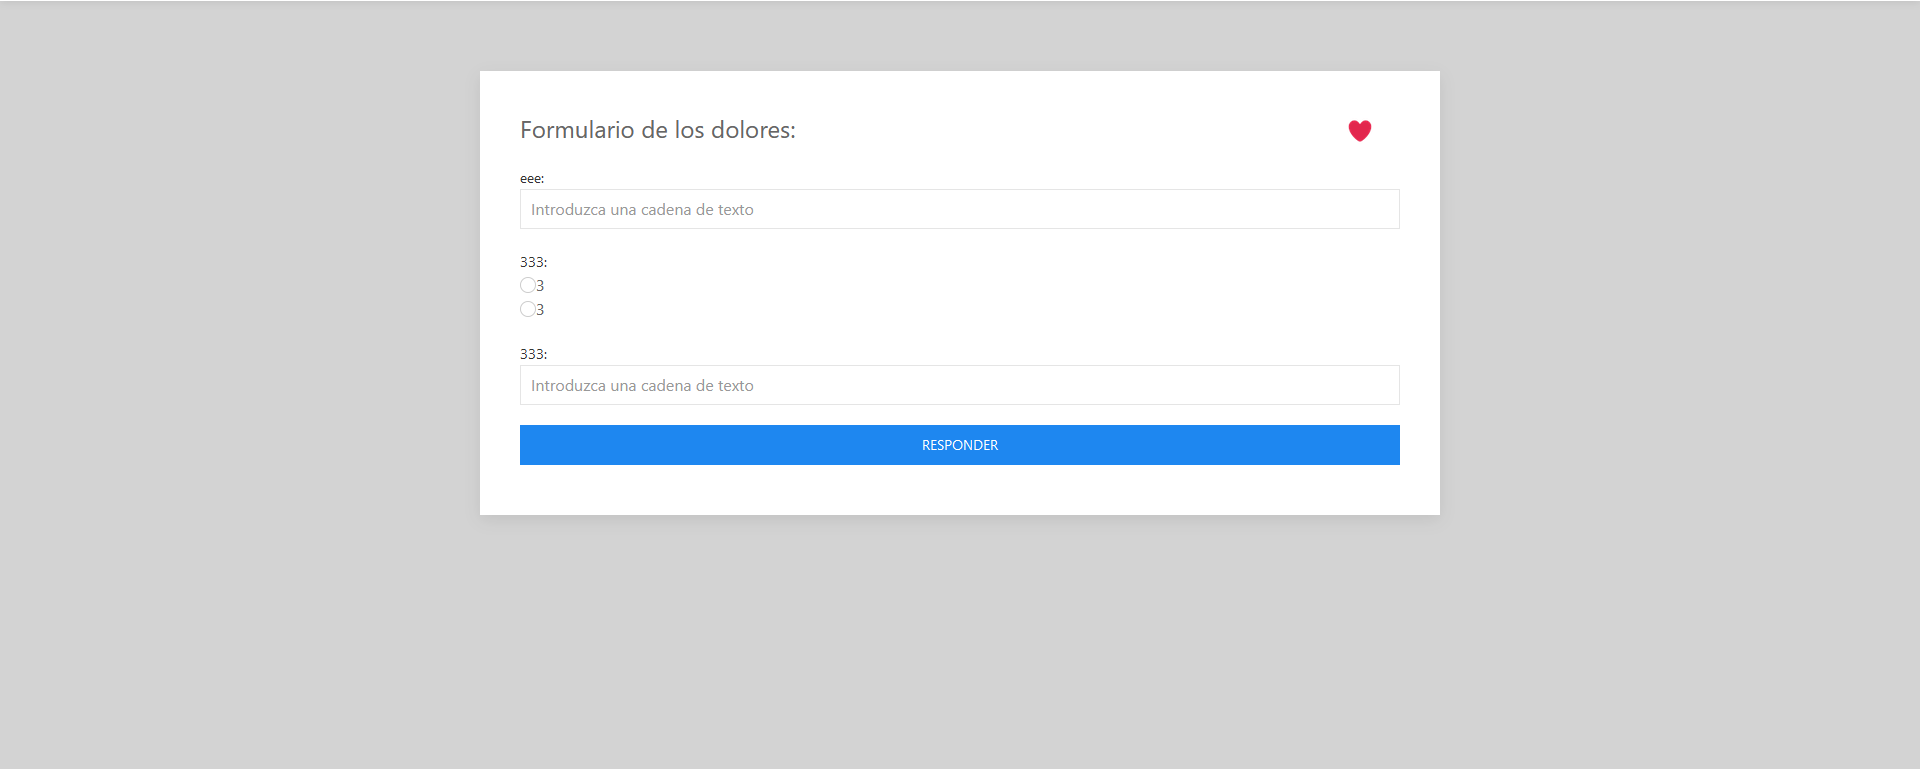 Formulario de los dolores:
eee:
Introduzca una cadena de texto
333:
3
3
333:
Introduzca una cadena de texto
RESPONDER